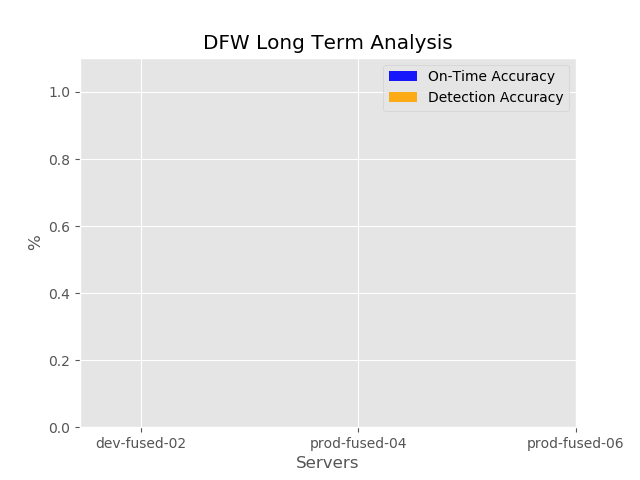 DFW Long Term Analysis
On-Time Accuracy
Detection Accuracy
1.0
0.8
0.6
0.4
0.2
0.0
%
dev-fused-02 prod-fused-04 prod-fused-06
Servers